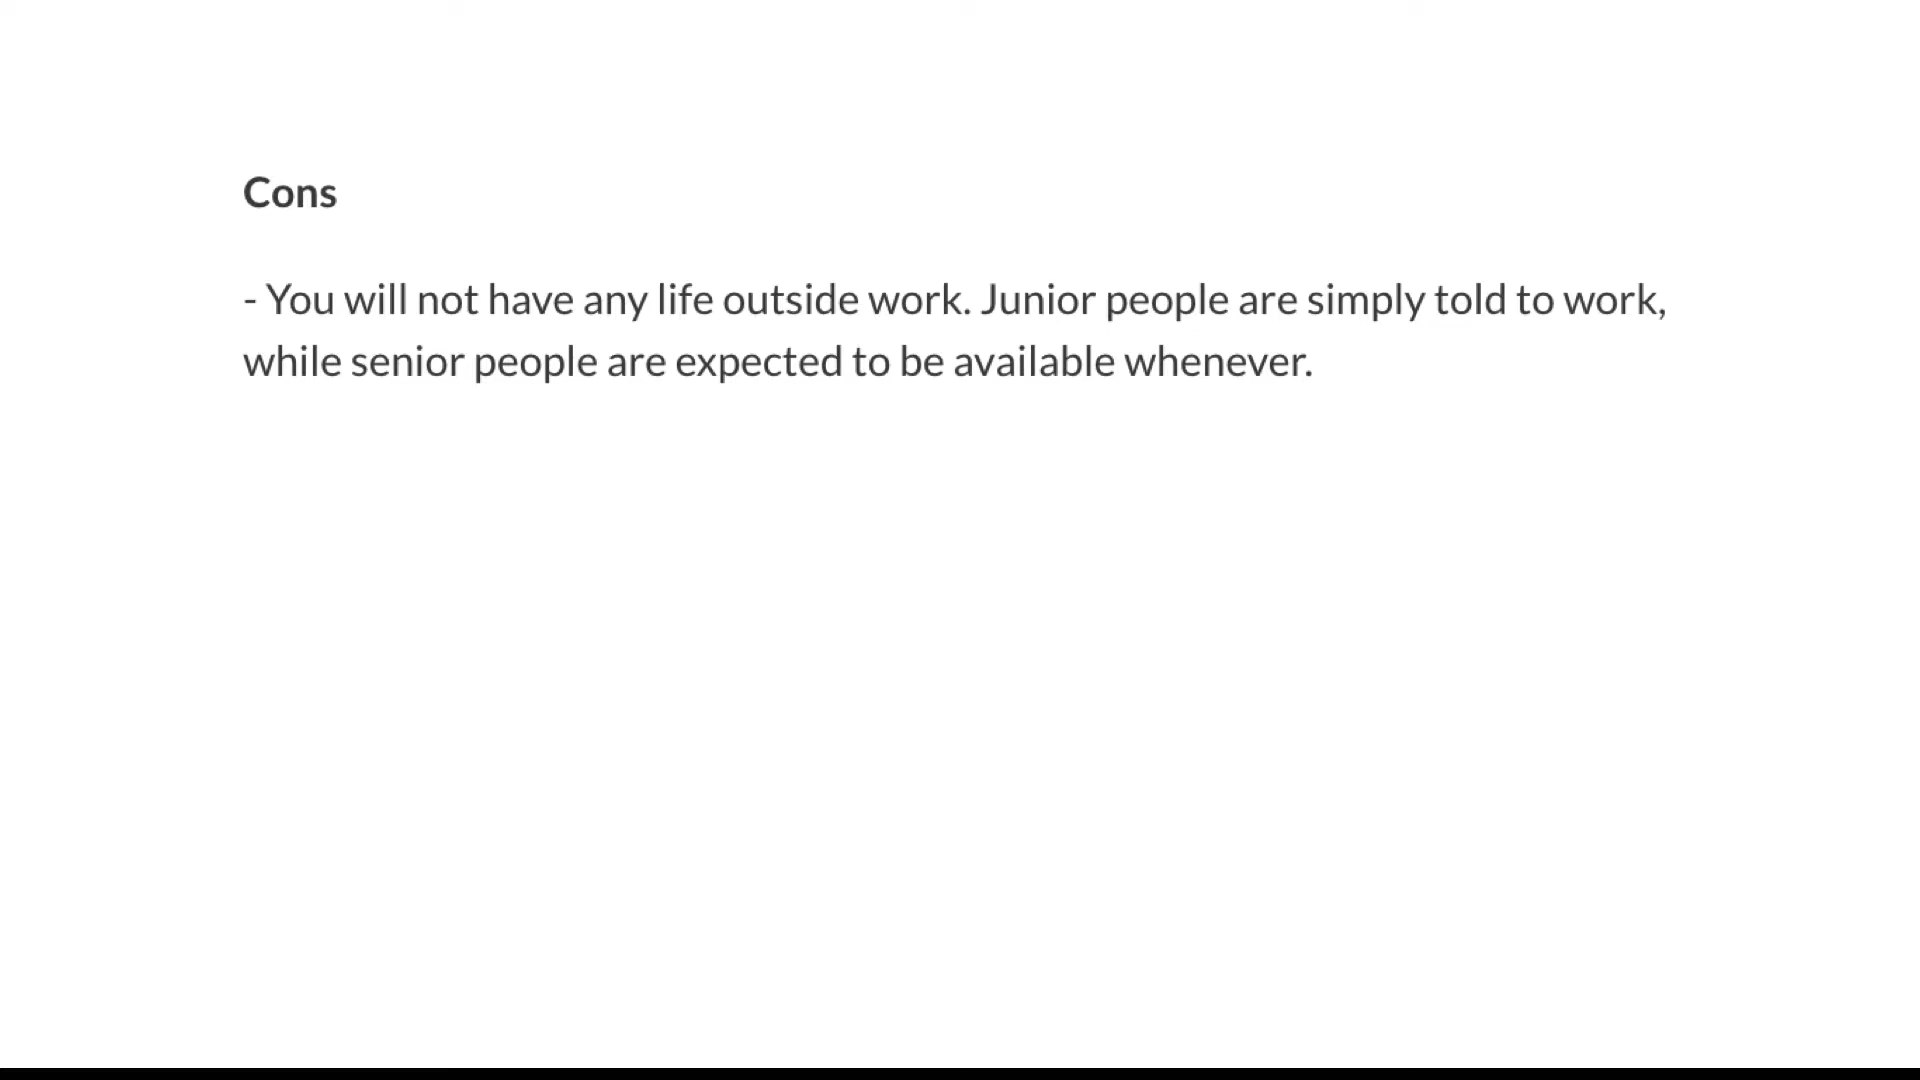 Cons
- You will not have any life outside work. Junior people are simply told to work,
while senior people are expected to be available whenever.